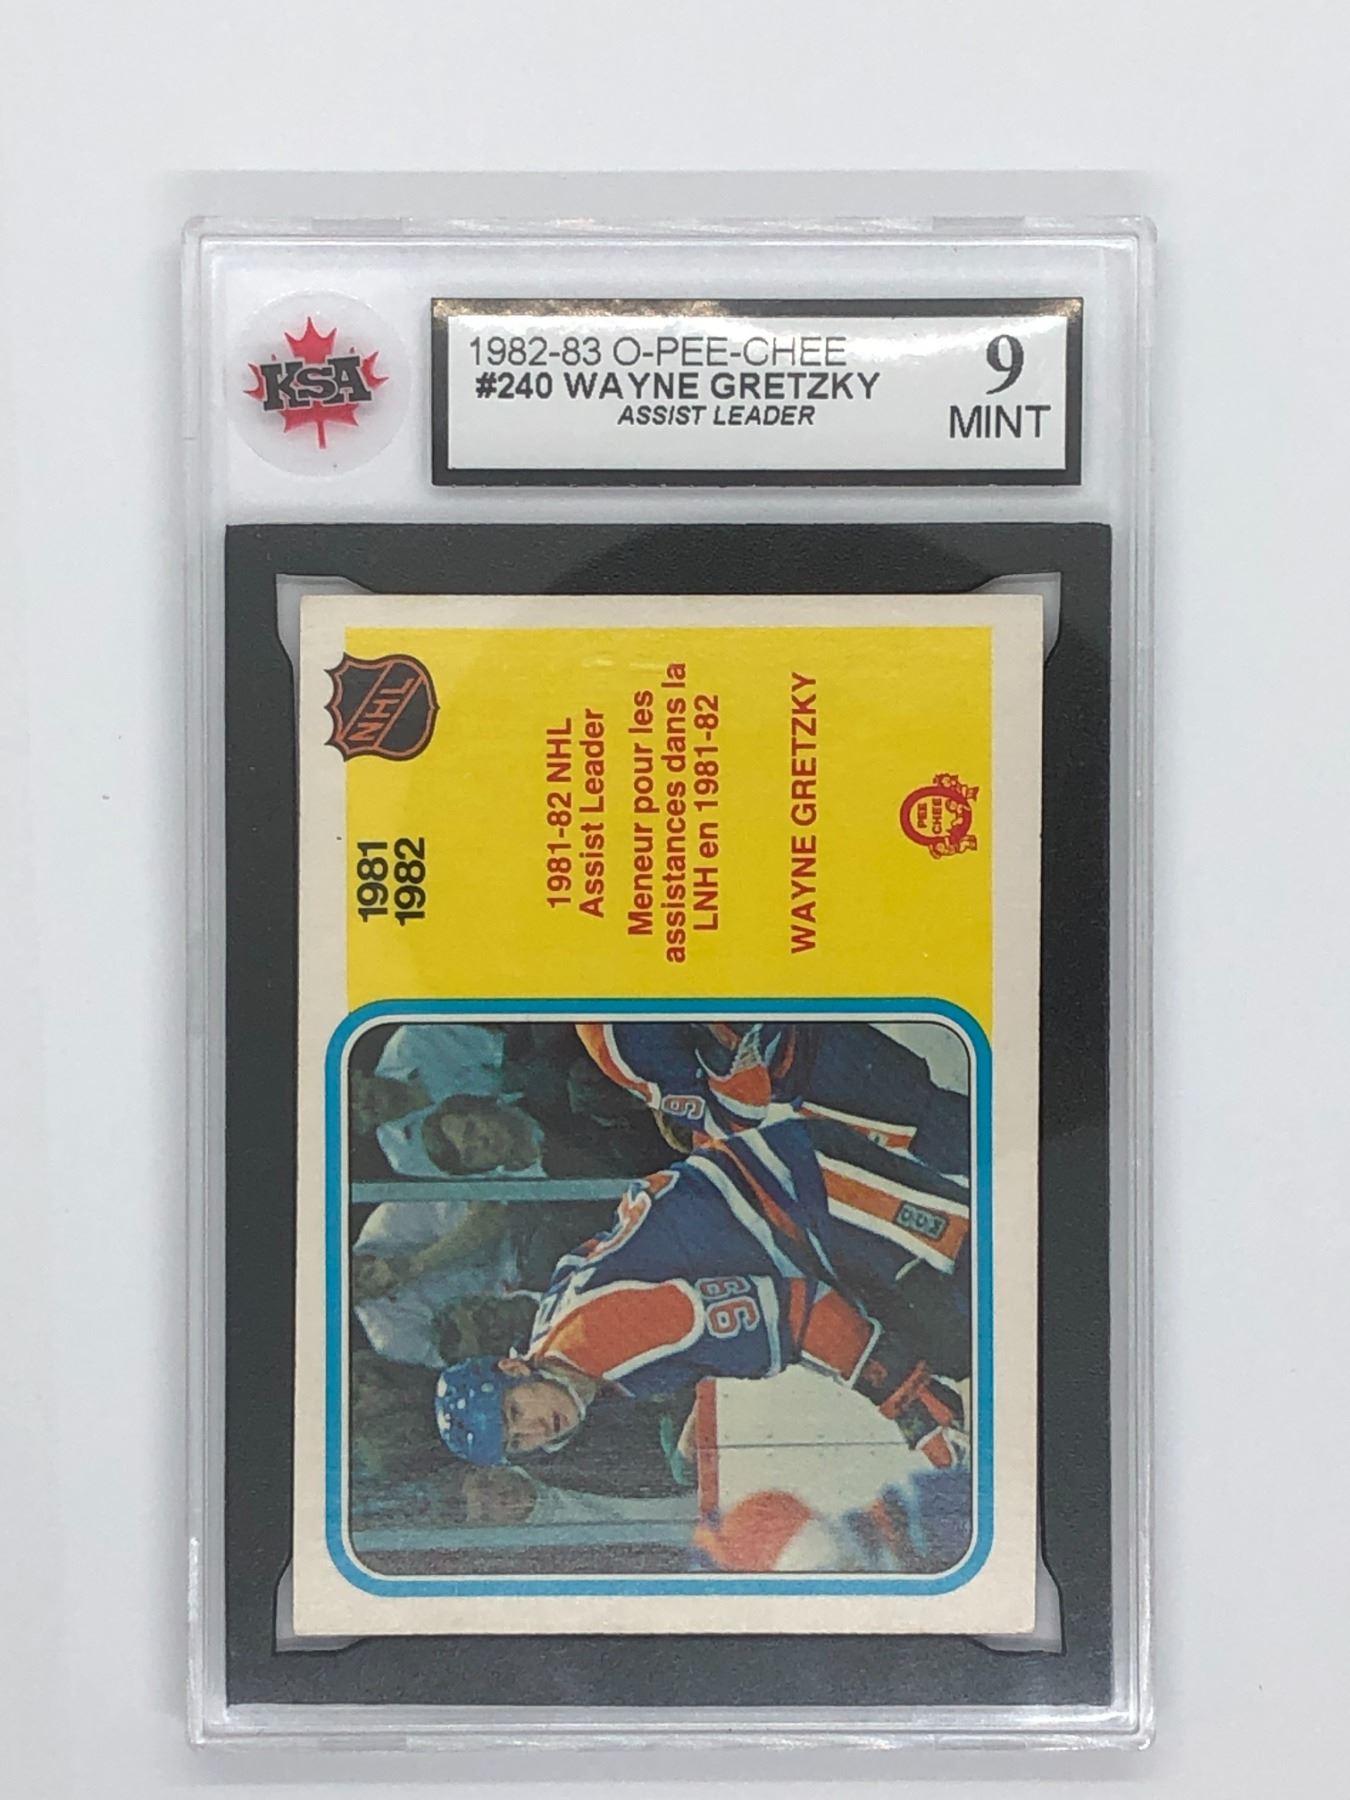 KSA
1982-83 O-PEE-CHEE
#240 WAYNE GRETZKY
ASSIST LEADER
9
MINT
NHL
1981
1982
1981-82 NHL
Assist Leader
Meneur pour les
assistances dans la
LNH en 1981-82
WAYNE GRETZKY
O
PEE
CHEE
99